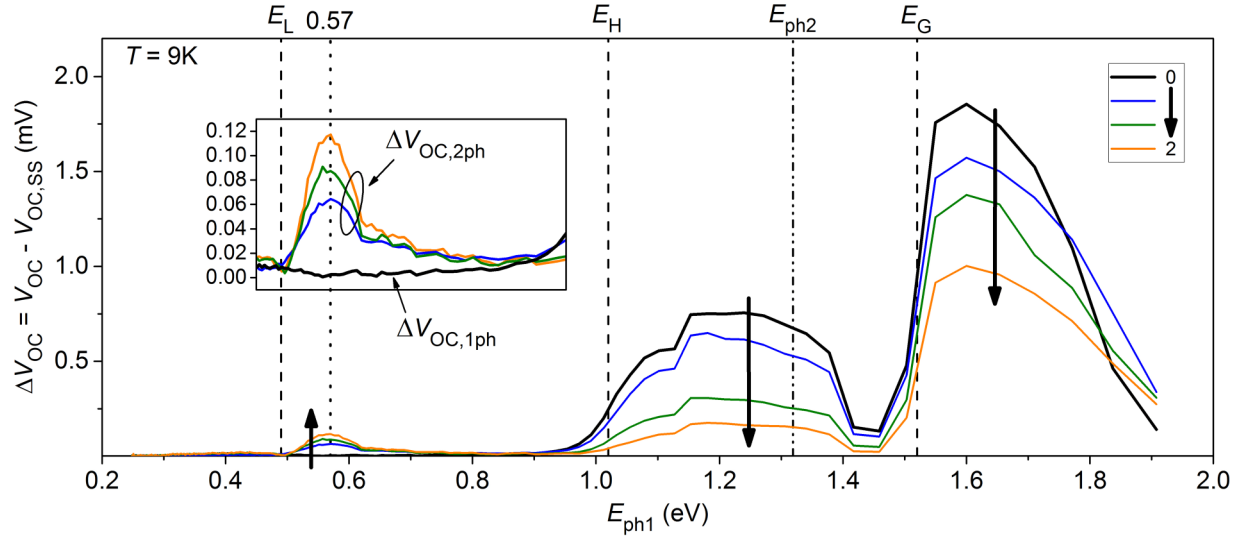 E_L 0.57 E_H E_ph2 E_G
T = 9K
ΔV_OC = V_OC - V_OC,SS (mV)
2.0
1.5
1.0
0.5
0
2
0.12
0.10
0.08
0.06
0.04
0.02
0.00
ΔV_OC,2ph
ΔV_OC,1ph
0.2 0.4 0.6 0.8 1.0 1.2 1.4 1.6 1.8 2.0
E_ph1 (eV)